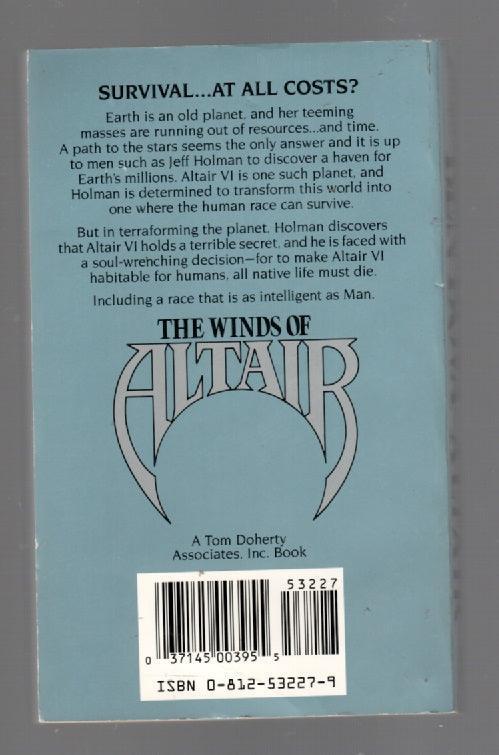 SURVIVAL...AT ALL COSTS?
Earth is an old planet, and her teeming
masses are running out of resources...and time.
A path to the stars seems the only answer and it is up
to men such as Jeff Holman to discover a haven for
Earth's millions. Altair VI is one such planet, and
Holman is determined to transform this world into
one where the human race can survive.
But in terraforming the planet, Holman discovers
that Altair VI holds a terrible secret, and he is faced with
a soul-wrenching decision—for to make Altair VI
habitable for humans, all native life must die.
Including a race that is as intelligent as Man.
THE WINDS OF
ALTAIR
A Tom Doherty
Associates, Inc. Book
53227
0 37145 00395 5
ISBN 0-812-53227-9